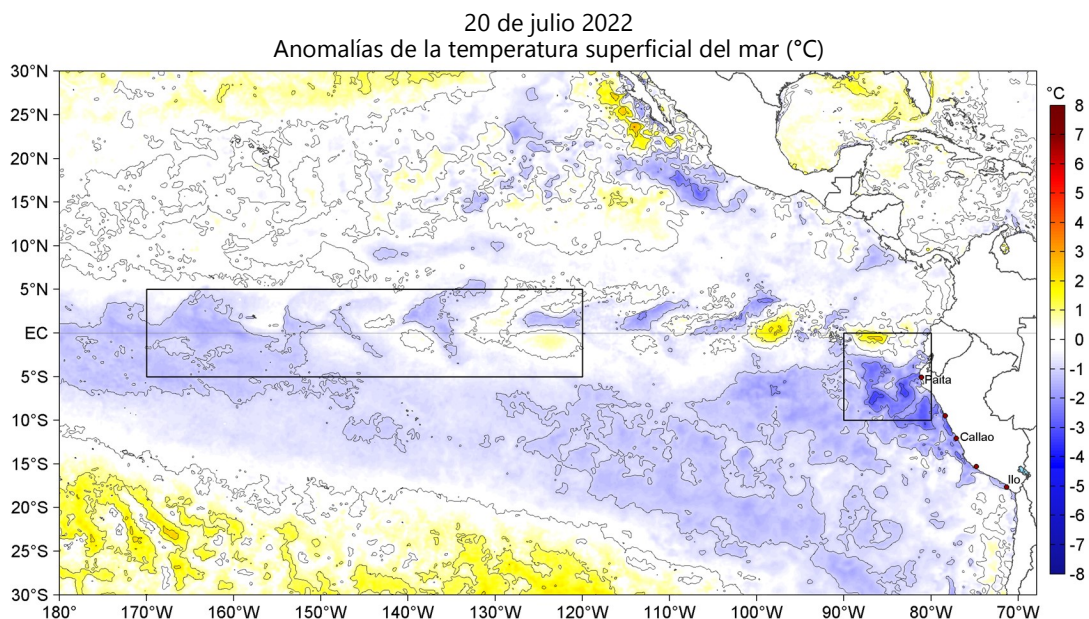 20 de julio 2022
Anomalías de la temperatura superficial del mar (°C)
30°N
25°N
20°N
15°N
10°N
5°N
EC
5°S
10°S
15°S
20°S
25°S
30°S
180
170°W
160°W
150°W
140°W
130°W
120°W
110°W
100°W
90°W
80°W
70°W
Paita
Callao
Ilo
°C
8
7
6
5
4
3
2
1
0
-1
-2
-3
-4
-5
-6
-7
-8